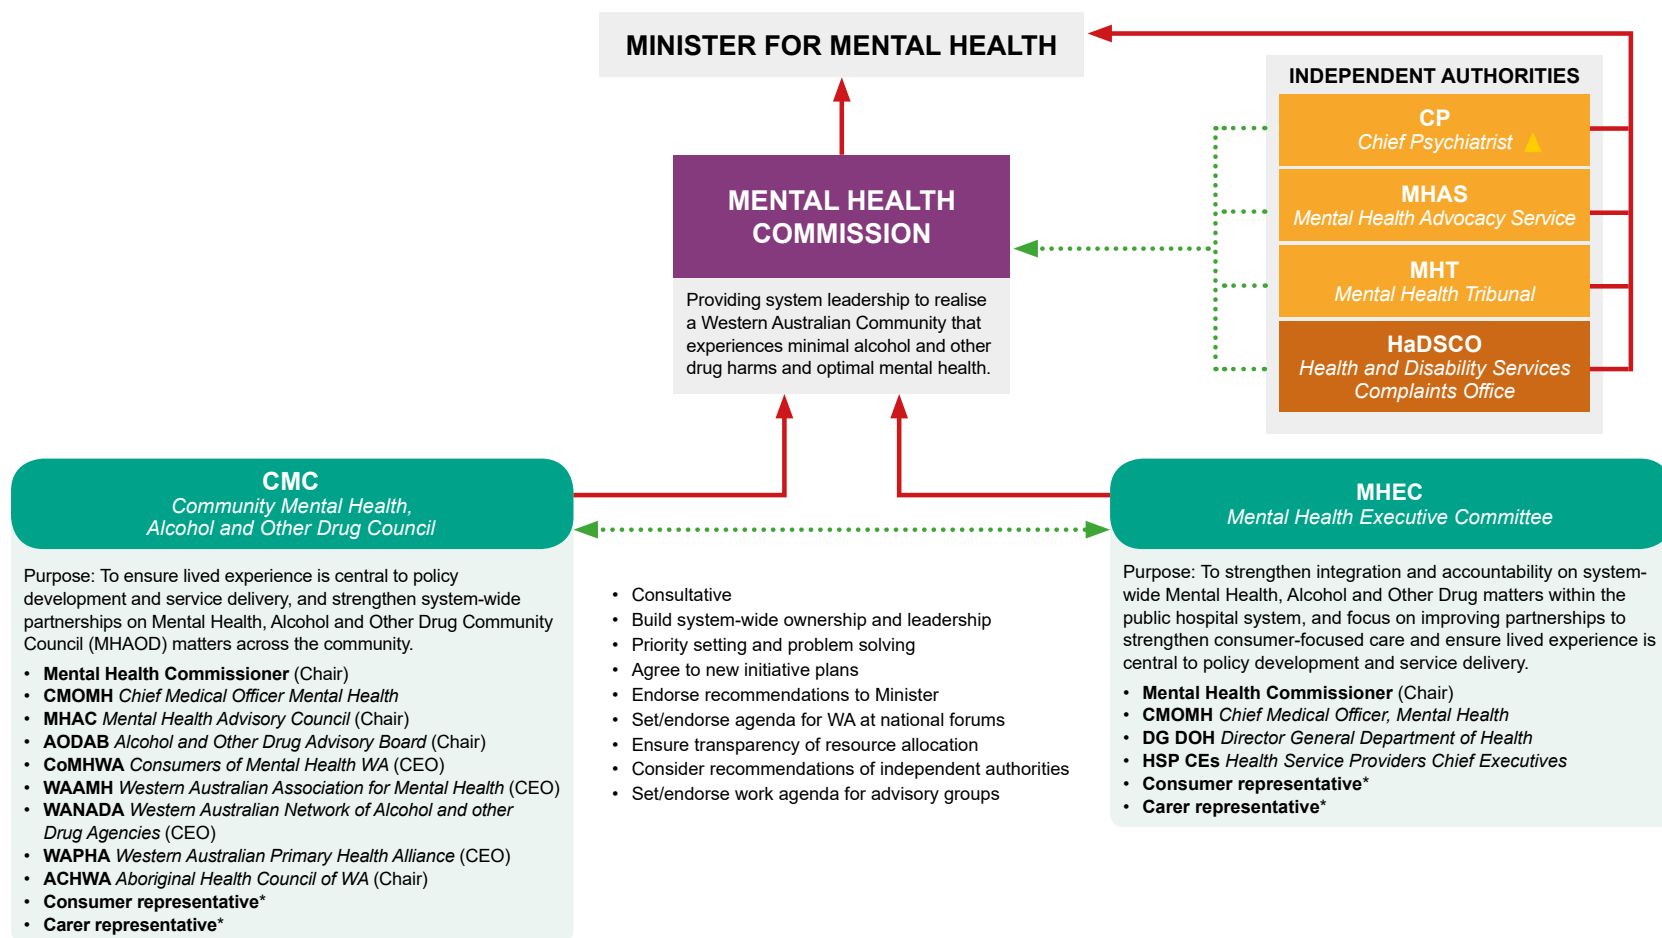 MINISTER FOR MENTAL HEALTH
INDEPENDENT AUTHORITIES
CP
Chief Psychiatrist
MHAS
Mental Health Advocacy Service
MHT
Mental Health Tribunal
HaDSCO
Health and Disability Services
Complaints Office
MENTAL HEALTH
COMMISSION
Providing system leadership to realise
a Western Australian Community that
experiences minimal alcohol and other
drug harms and optimal mental health.
CMC
Community Mental Health,
Alcohol and Other Drug Council
Purpose: To ensure lived experience is central to policy
development and service delivery, and strengthen system-wide
partnerships on Mental Health, Alcohol and Other Drug Community
Council (MHAOD) matters across the community.
• Mental Health Commissioner (Chair)
• CMOMH Chief Medical Officer Mental Health
• MHAC Mental Health Advisory Council (Chair)
• AODAB Alcohol and Other Drug Advisory Board (Chair)
• CoMHWA Consumers of Mental Health WA (CEO)
• WAAMH Western Australian Association for Mental Health (CEO)
• WANADA Western Australian Network of Alcohol and other
Drug Agencies (CEO)
• WAPHA Western Australian Primary Health Alliance (CEO)
• ACHWA Aboriginal Health Council of WA (Chair)
• Consumer representative*
• Carer representative*
• Consultative
• Build system-wide ownership and leadership
• Priority setting and problem solving
• Agree to new initiative plans
• Endorse recommendations to Minister
• Set/endorse agenda for WA at national forums
• Ensure transparency of resource allocation
• Consider recommendations of independent authorities
• Set/endorse work agenda for advisory groups
MHEC
Mental Health Executive Committee
Purpose: To strengthen integration and accountability on system-
wide Mental Health, Alcohol and Other Drug matters within the
public hospital system, and focus on improving partnerships to
strengthen consumer-focused care and ensure lived experience is
central to policy development and service delivery.
• Mental Health Commissioner (Chair)
• CMOMH Chief Medical Officer, Mental Health
• DG DOH Director General Department of Health
• HSP CEs Health Service Providers Chief Executives
• Consumer representative*
• Carer representative*